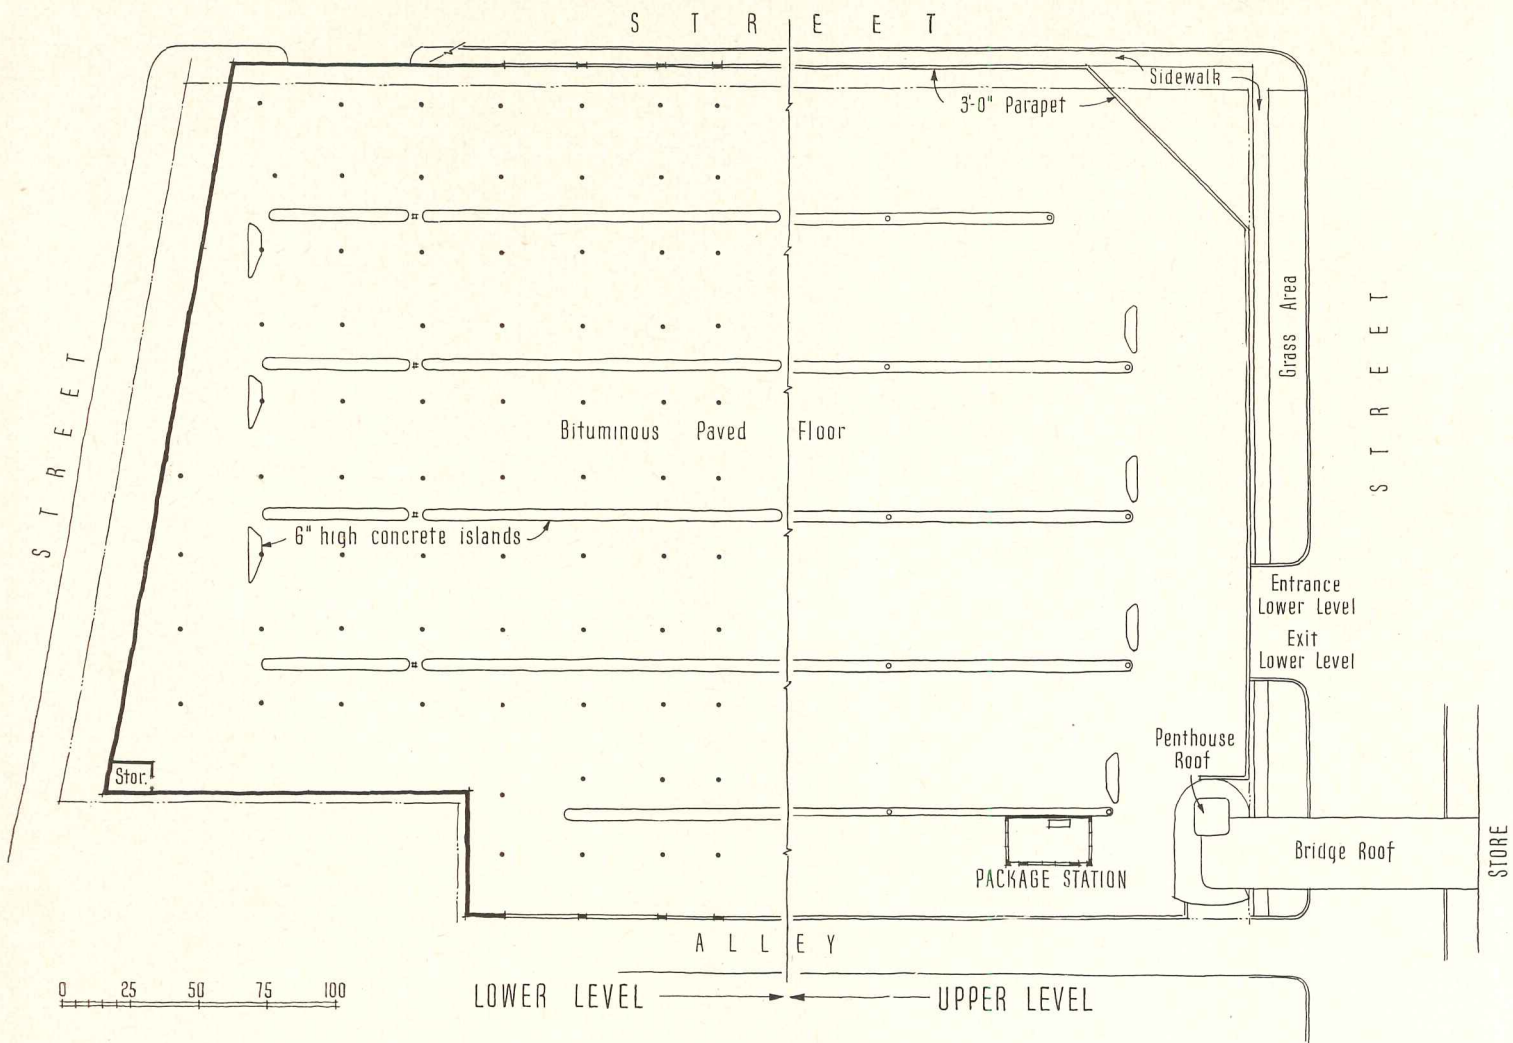 STREET
Sidewalk
3'-0" Parapet
STREET
Grass Area
STREET
Bituminous Paved Floor
6" high concrete islands
Entrance
Lower Level
Exit
Lower Level
Penthouse
Roof
Stor.
Bridge Roof
STORE
PACKAGE STATION
ALLEY
0 25 50 75 100
LOWER LEVEL
UPPER LEVEL